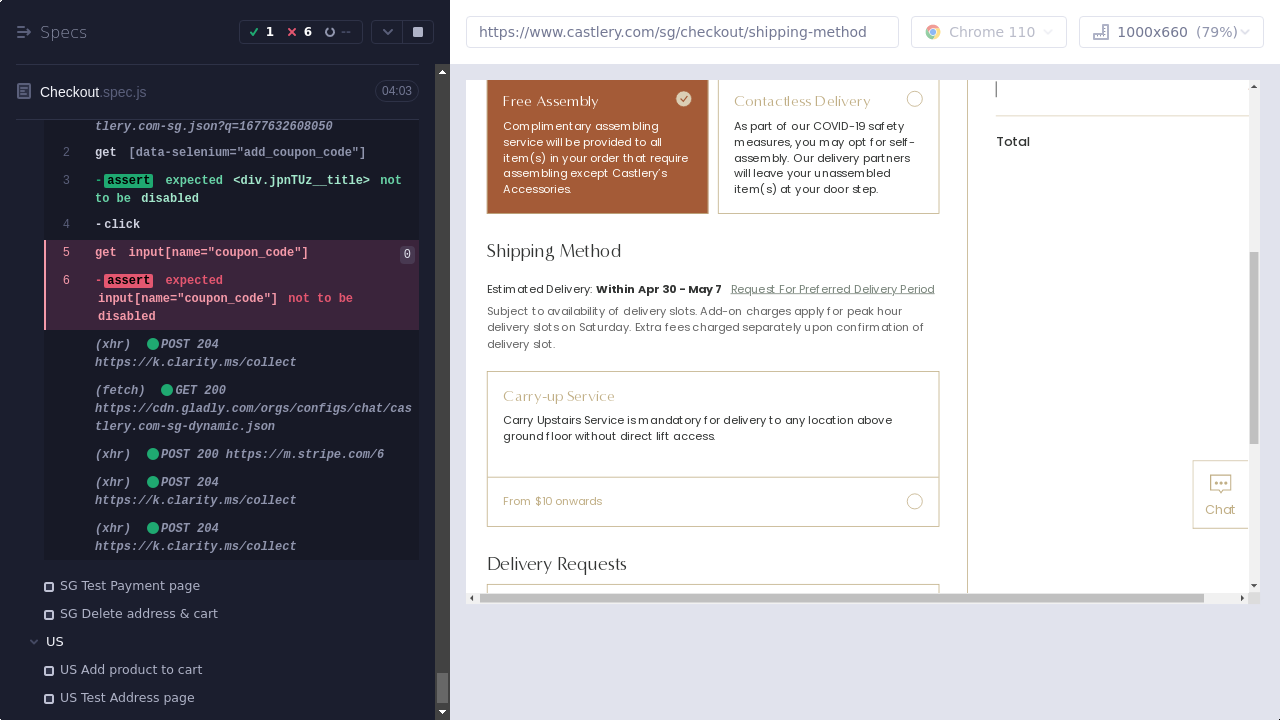 Specs
1 6 --
Checkout.spec.js 04:03
tlery.com-sg.json?q=1677632608050
2 get [data-selenium="add_coupon_code"]
3 -assert expected <div.jpnTUz__title> not
to be disabled
4 -click
5 get input[name="coupon_code"] 0
6 -assert expected
input[name="coupon_code"] not to be
disabled
(xhr) POST 204
https://k.clarity.ms/collect
(fetch) GET 200
https://cdn.gladly.com/orgs/configs/chat/cas
tlery.com-sg-dynamic.json
(xhr) POST 200 https://m.stripe.com/6
(xhr) POST 204
https://k.clarity.ms/collect
(xhr) POST 204
https://k.clarity.ms/collect
SG Test Payment page
SG Delete address & cart
US
US Add product to cart
US Test Address page
https://www.castlery.com/sg/checkout/shipping-method
Chrome 110
1000x660 (79%)
Free Assembly
Complimentary assembling
service will be provided to all
item(s) in your order that require
assembling except Castlery's
Accessories.
Contactless Delivery
As part of our COVID-19 safety
measures, you may opt for self-
assembly. Our delivery partners
will leave your unassembled
item(s) at your door step.
Shipping Method
Estimated Delivery: Within Apr 30 - May 7 Request For Preferred Delivery Period
Subject to availability of delivery slots. Add-on charges apply for peak hour
delivery slots on Saturday. Extra fees charged separately upon confirmation of
delivery slot.
Carry-up Service
Carry Upstairs Service is mandatory for delivery to any location above
ground floor without direct lift access.
From $10 onwards
Delivery Requests
Total
Chat